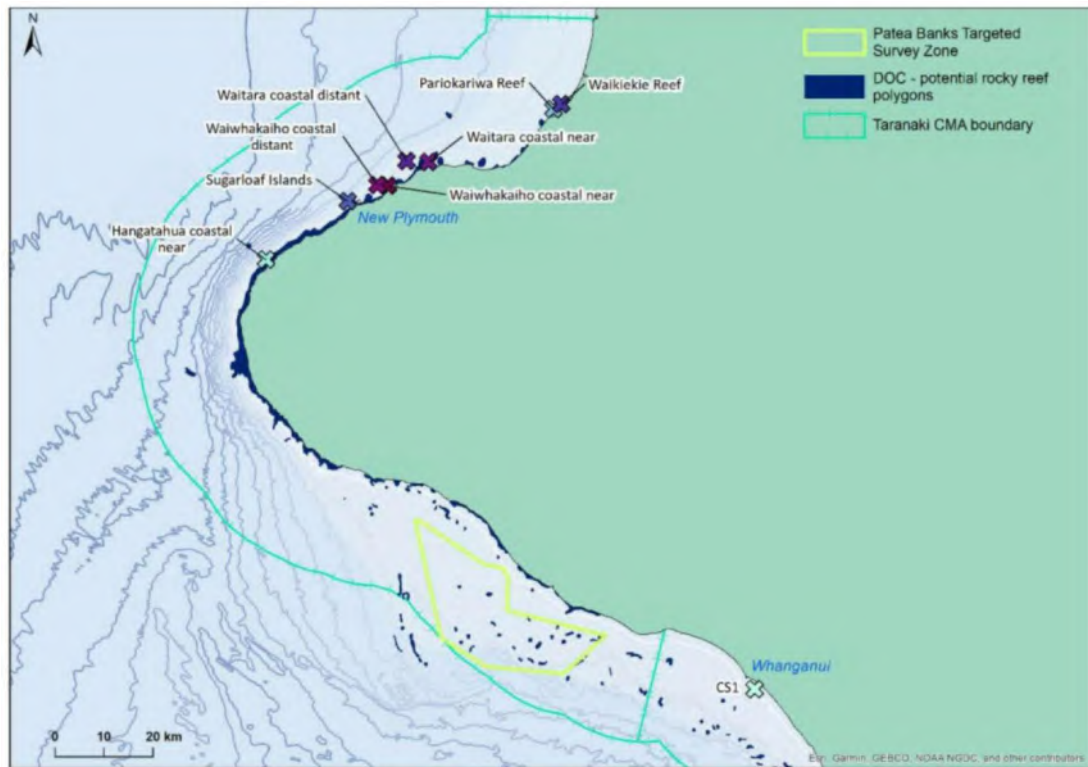 N
Patea Banks Targeted
Survey Zone
DOC - potential rocky reef
polygons
Taranaki CMA boundary
Pariokariwa Reef
Waikiekie Reef
Waitara coastal distant
Waiwhakaiho coastal
distant
Waitara coastal near
Sugarloaf Islands
Waiwhakaiho coastal near
New Plymouth
Hangatahua coastal
near
Whanganui
CS1
0 10 20 km
Esri, Garmin, GEBCO, NOAA NGDC, and other contributors